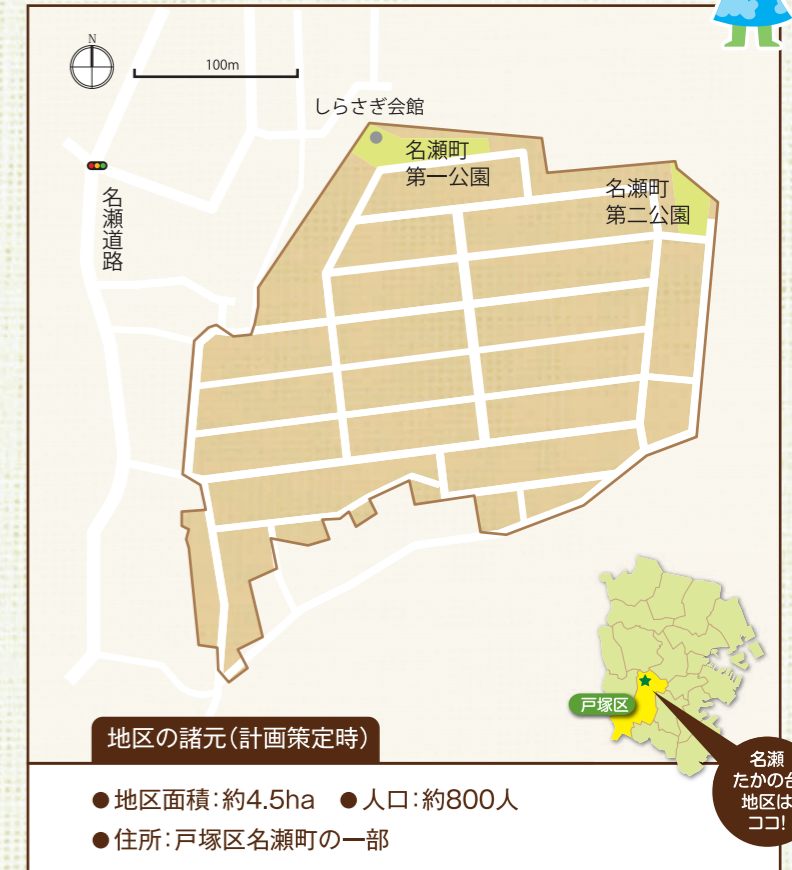 N
100m
しらさぎ会館
名瀬町
第一公園
名瀬町
第二公園
名瀬道路
戸塚区
名瀬
たかの台
地区は
ココ!
地区の諸元(計画策定時)
●地区面積:約4.5ha ●人口:約800人
●住所:戸塚区名瀬町の一部